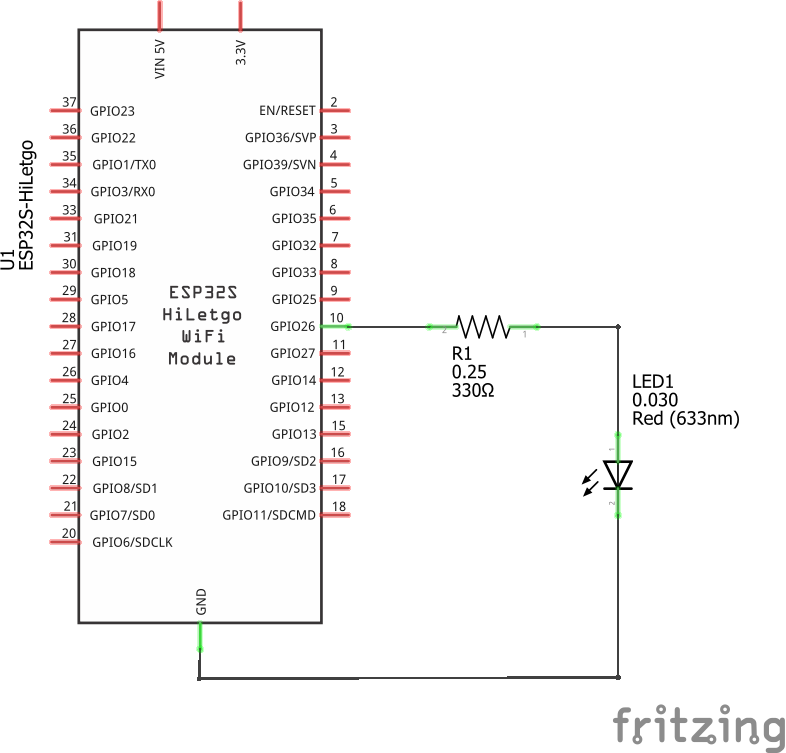 VIN 5V
3.3V
U1
ESP32S-HiLetgo
37 GPIO23
EN/RESET 2
36 GPIO22
GPIO36/SVP 3
35 GPIO1/TX0
GPIO39/SVN 4
34 GPIO3/RX0
GPIO34 5
33 GPIO21
GPIO35 6
31 GPIO19
GPIO32 7
30 GPIO18
GPIO33 8
29 GPIO5
GPIO25 9
28 GPIO17
GPIO26 10
27 GPIO16
GPIO27 11
26 GPIO4
GPIO14 12
25 GPIO0
GPIO12 13
24 GPIO2
GPIO13 15
23 GPIO15
GPIO9/SD2 16
22 GPIO8/SD1
GPIO10/SD3 17
21 GPIO7/SD0
GPIO11/SDCMD 18
20 GPIO6/SDCLK
ESP32S
HiLetgo
WiFi
Module
GND
2
1
R1
0.25
330Ω
LED1
0.030
Red (633nm)
1
2
fritzing